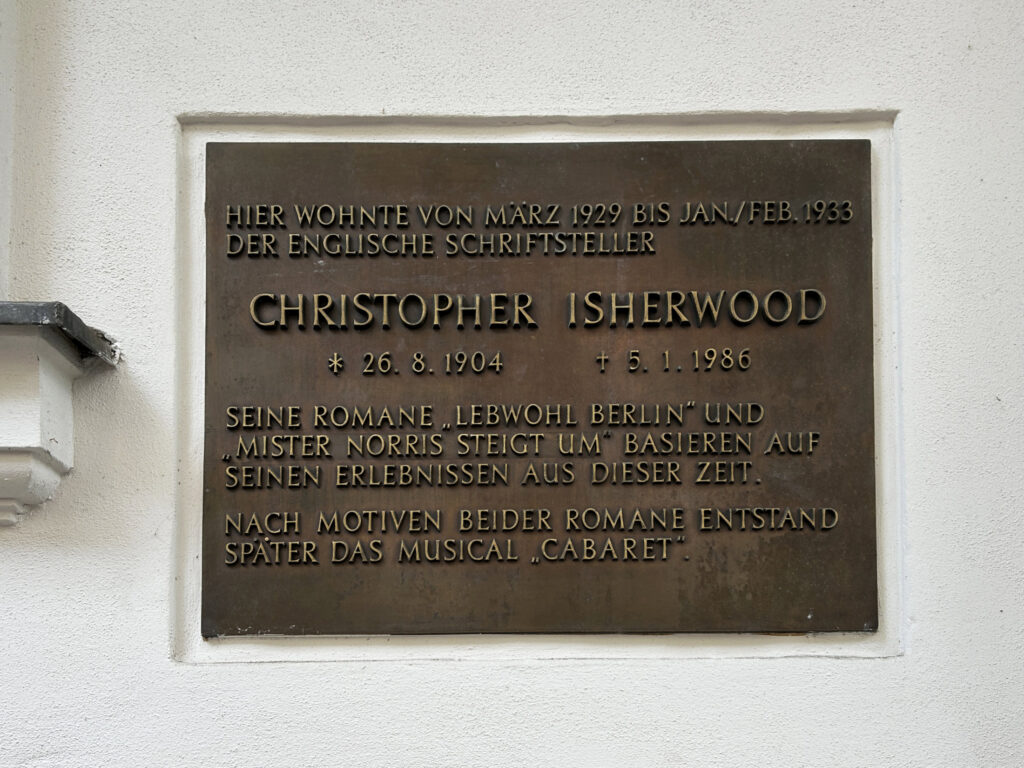 HIER WOHNTE VON MÄRZ 1929 BIS JAN./FEB. 1933
DER ENGLISCHE SCHRIFTSTELLER
CHRISTOPHER ISHERWOOD
* 26. 8. 1904 † 5. 1. 1986
SEINE ROMANE „LEBWOHL BERLIN“ UND
„MISTER NORRIS STEIGT UM“ BASIEREN AUF
SEINEN ERLEBNISSEN AUS DIESER ZEIT.
NACH MOTIVEN BEIDER ROMANE ENTSTAND
SPÄTER DAS MUSICAL „CABARET“.